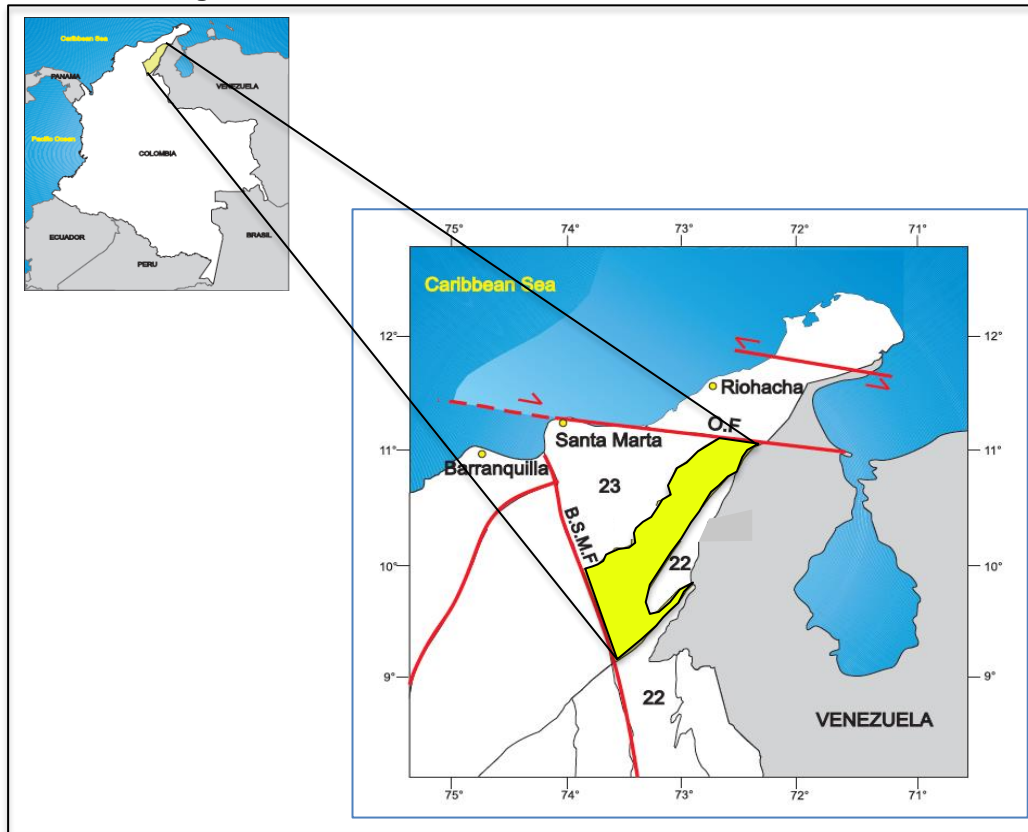 Caribbean Sea
PANAMA
VENEZUELA
Pacific Ocean
COLOMBIA
ECUADOR
BRASIL
PERU
75° 74° 73° 72° 71°
Caribbean Sea
12° 12°
Riohacha
O.F
Santa Marta
11° 11°
Barranquilla
23
B.S.M.F
22
10° 10°
9° 9°
22
VENEZUELA
75° 74° 73° 72° 71°